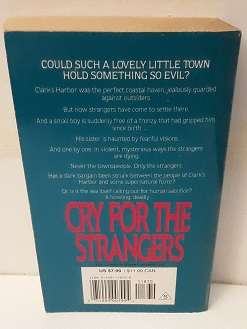 COULD SUCH A LOVELY LITTLE TOWN
HOLD SOMETHING SO EVIL?
Clark's Harbor was the perfect coastal haven, jealously guarded
against outsiders.
But now strangers have come to settle there.
And a small boy is suddenly free of a frenzy that had gripped him
since birth ...
His sister is haunted by fearful visions.
And one by one, in violent, mysterious ways the strangers
are dying.
Never the townspeople. Only the strangers.
Has a dark bargain been struck between the people of Clark's
Harbor and some supernatural force?
Or is it the sea itself calling out for human sacrifice?
A howling, deadly
CRY FOR THE
STRANGERS
US $7.99 / $11.99 CAN